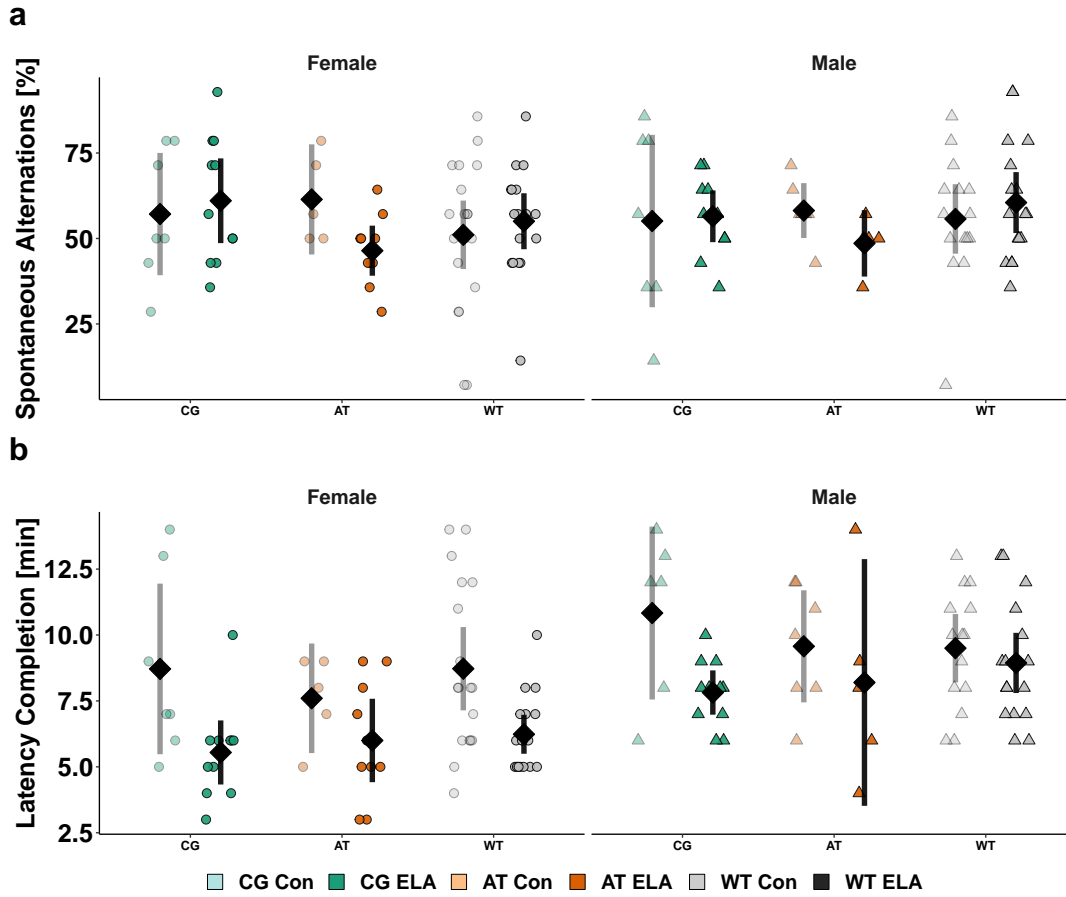 a
Female Male
Spontaneous Alternations [%]
75
50
25
CG AT WT CG AT WT
b
Female Male
Latency Completion [min]
12.5
10.0
7.5
5.0
2.5
CG AT WT CG AT WT
CG Con CG ELA AT Con AT ELA WT Con WT ELA